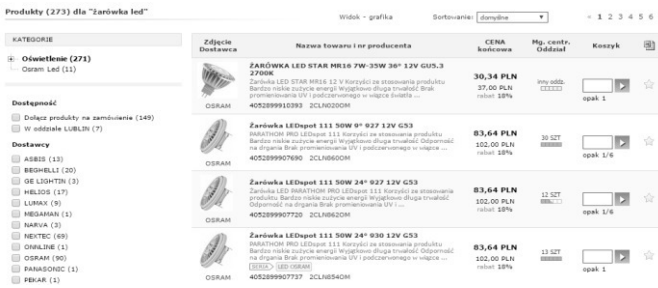 Produkty (273) dla "żarówka led"
Widok - grafika
Sortowanie: domyślne
« 1 2 3 4 5 6
KATEGORIE
Oświetlenie (271)
Osram Led (11)
Dostępność
Dołącz produkty na zamówienie (149)
W oddziale LUBLIN (7)
Dostawcy
ASBIS (13)
BEGHELLI (20)
GE LIGHTIN (3)
HELIOS (17)
LUMAX (9)
MEGAMAN (1)
NARVA (3)
NEXTEC (69)
ONNLINE (1)
OSRAM (90)
PANASONIC (1)
PEKAR (1)
Zdjęcie Dostawca
Nazwa towaru i nr producenta
CENA końcowa
Mg. centr. Oddział
Koszyk
OSRAM
ŻARÓWKA LED STAR MR16 7W-35W 36° 12V GU5.3
2700K
Żarówka LED STAR MR16 12 V Korzyści ze stosowania produktu
Bardzo niskie zużycie energii Wyjątkowo długa trwałość Brak
promieniowania UV i podczerwonego w wiązce światła ...
4052899910393 2CLN0200M
30,34 PLN
37,00 PLN
rabat 18%
inny oddz.
opak 1
OSRAM
Żarówka LEDspot 111 50W 9° 927 12V G53
PARATHOM PRO LEDspot 111 Korzyści ze stosowania produktu
Bardzo niskie zużycie energii Wyjątkowo długa trwałość Odporność
na drgania Brak promieniowania UV i podczerwonego w wiązce ...
4052899907690 2CLN0600M
83,64 PLN
102,00 PLN
rabat 18%
30 SZT
opak 1/6
OSRAM
Żarówka LEDspot 111 50W 24° 927 12V G53
Żarówka LED PARATHOM PRO LEDspot 111 Korzyści ze stosowania
produktu Bardzo niskie zużycie energii Wyjątkowo długa trwałość
Odporność na drgania Brak promieniowania UV i ...
4052899907720 2CLN0620M
83,64 PLN
102,00 PLN
rabat 18%
12 SZT
opak 1/6
OSRAM
Żarówka LEDspot 111 50W 24° 930 12V G53
PARATHOM PRO LEDspot 111 Korzyści ze stosowania produktu
Bardzo niskie zużycie energii Wyjątkowo długa trwałość Odporność
na drgania Brak promieniowania UV i podczerwonego w wiązce ...
SERIA LED OSRAM
4052899907737 2CLN0540M
83,64 PLN
102,00 PLN
rabat 18%
13 SZT
opak 1